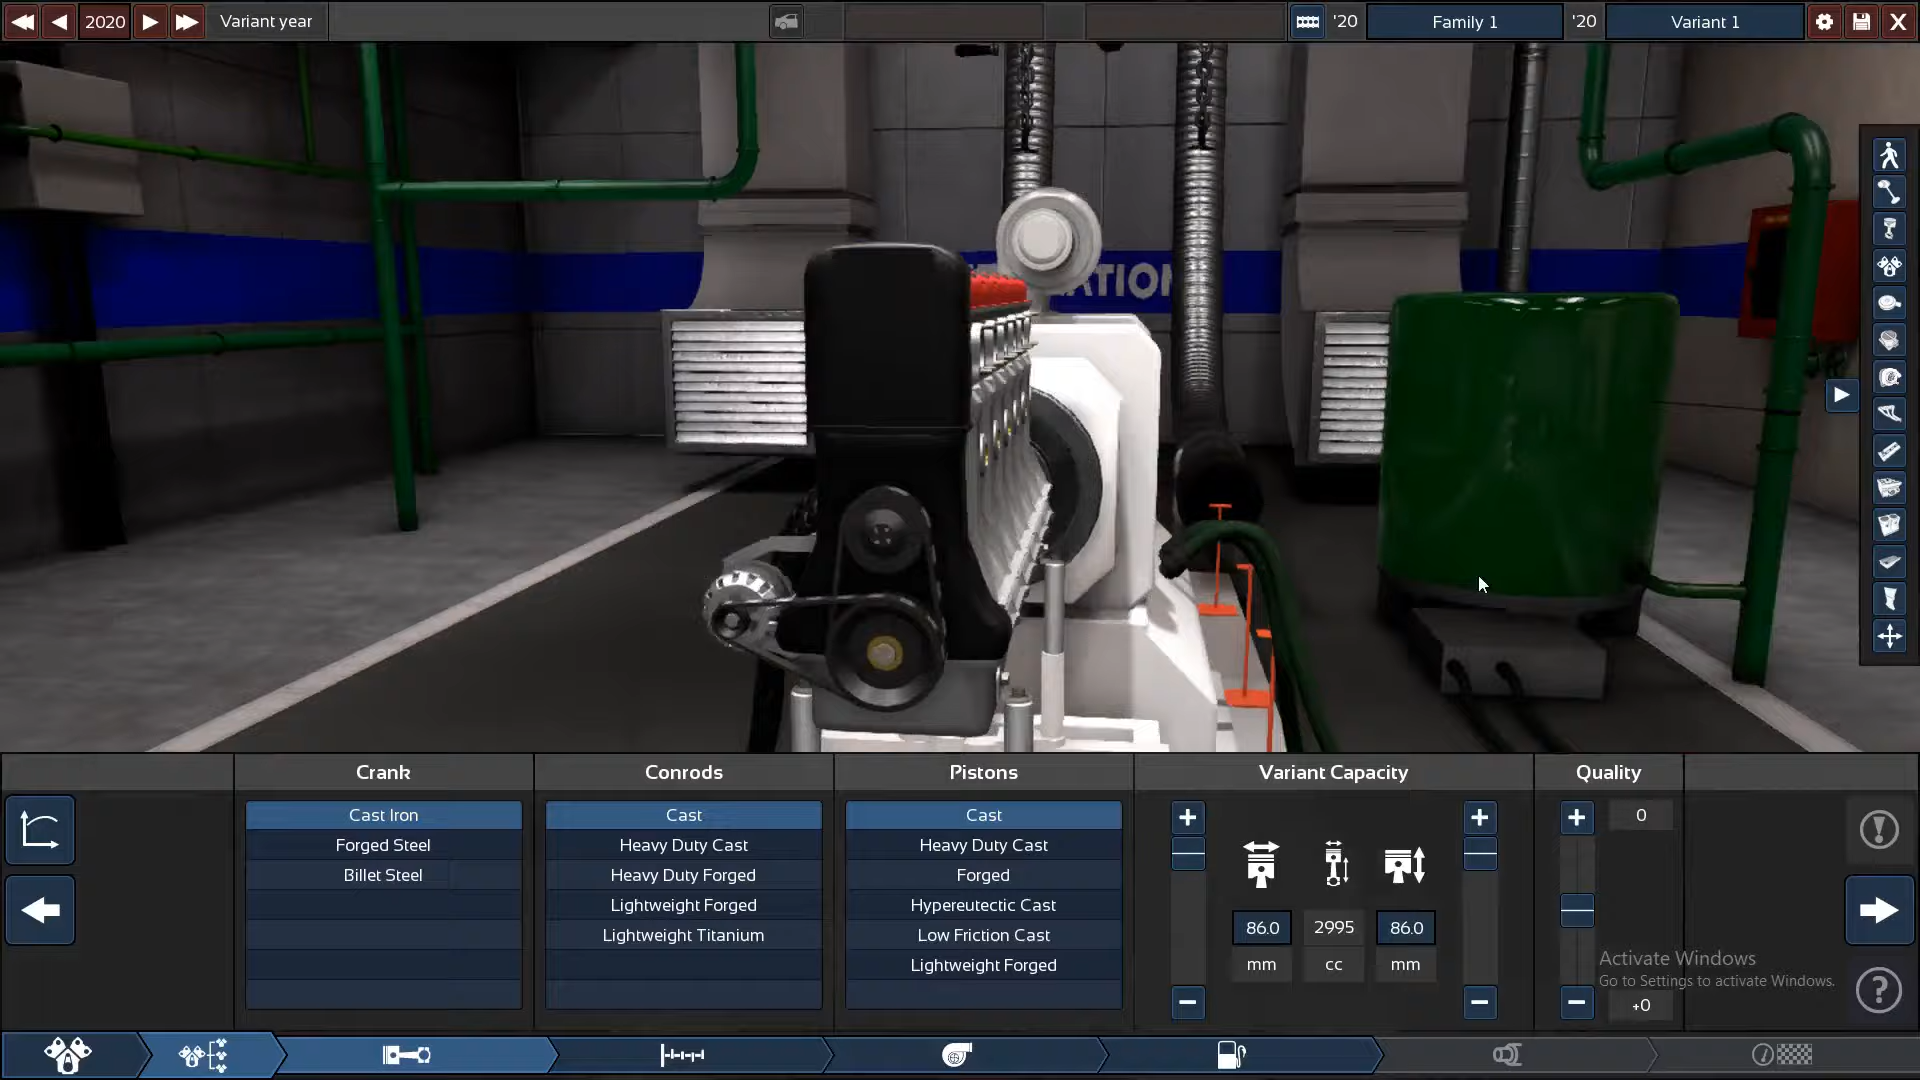 2020
Variant year
'20
Family 1
'20
Variant 1
ATION
Crank
Conrods
Pistons
Variant Capacity
Quality
Cast Iron
Forged Steel
Billet Steel
Cast
Heavy Duty Cast
Heavy Duty Forged
Lightweight Forged
Lightweight Titanium
Cast
Heavy Duty Cast
Forged
Hypereutectic Cast
Low Friction Cast
Lightweight Forged
+
+
86.0
2995
86.0
mm
cc
mm
+
0
+0
Activate Windows
Go to Settings to activate Windows.